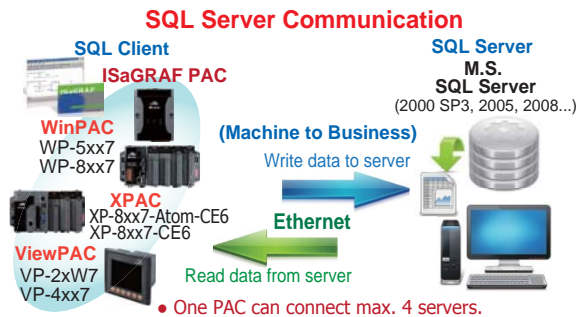 SQL Server Communication
SQL Client
ISaGRAF PAC
WinPAC
WP-5xx7
WP-8xx7
XPAC
XP-8xx7-Atom-CE6
XP-8xx7-CE6
ViewPAC
VP-2xW7
VP-4xx7
(Machine to Business)
Write data to server
Ethernet
Read data from server
SQL Server
M.S.
SQL Server
(2000 SP3, 2005, 2008...)
● One PAC can connect max. 4 servers.